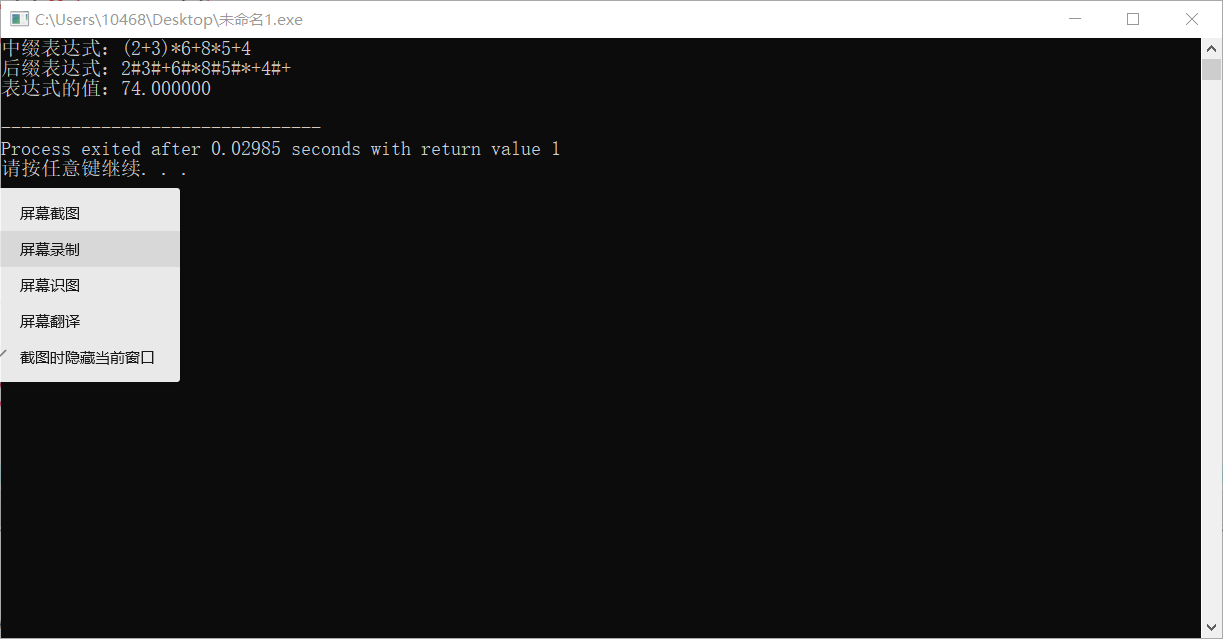 C:\Users\10468\Desktop\未命名1.exe
中缀表达式：(2+3)*6+8*5+4
后缀表达式：2#3#+6#*8#5#*+4#+
表达式的值：74.000000
--------------------------------
Process exited after 0.02985 seconds with return value 1
请按任意键继续. . .
屏幕截图
屏幕录制
屏幕识图
屏幕翻译
截图时隐藏当前窗口